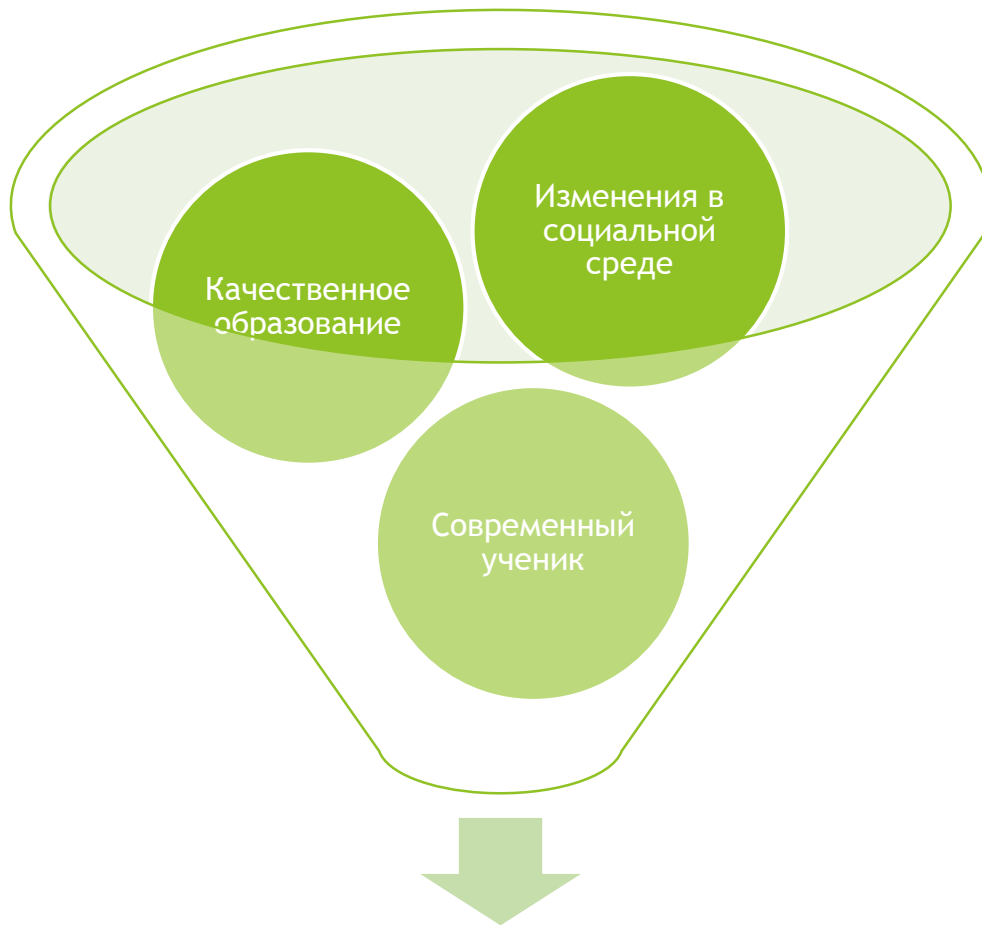 Изменения в
социальной
среде
Качественное
образование
Современный
ученик